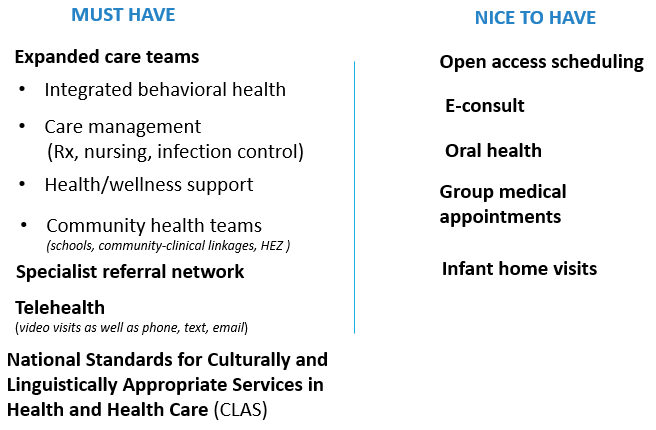 MUST HAVE
Expanded care teams
• Integrated behavioral health
• Care management
(Rx, nursing, infection control)
• Health/wellness support
• Community health teams
(schools, community-clinical linkages, HEZ )
Specialist referral network
Telehealth
(video visits as well as phone, text, email)
National Standards for Culturally and
Linguistically Appropriate Services in
Health and Health Care (CLAS)
NICE TO HAVE
Open access scheduling
E-consult
Oral health
Group medical
appointments
Infant home visits